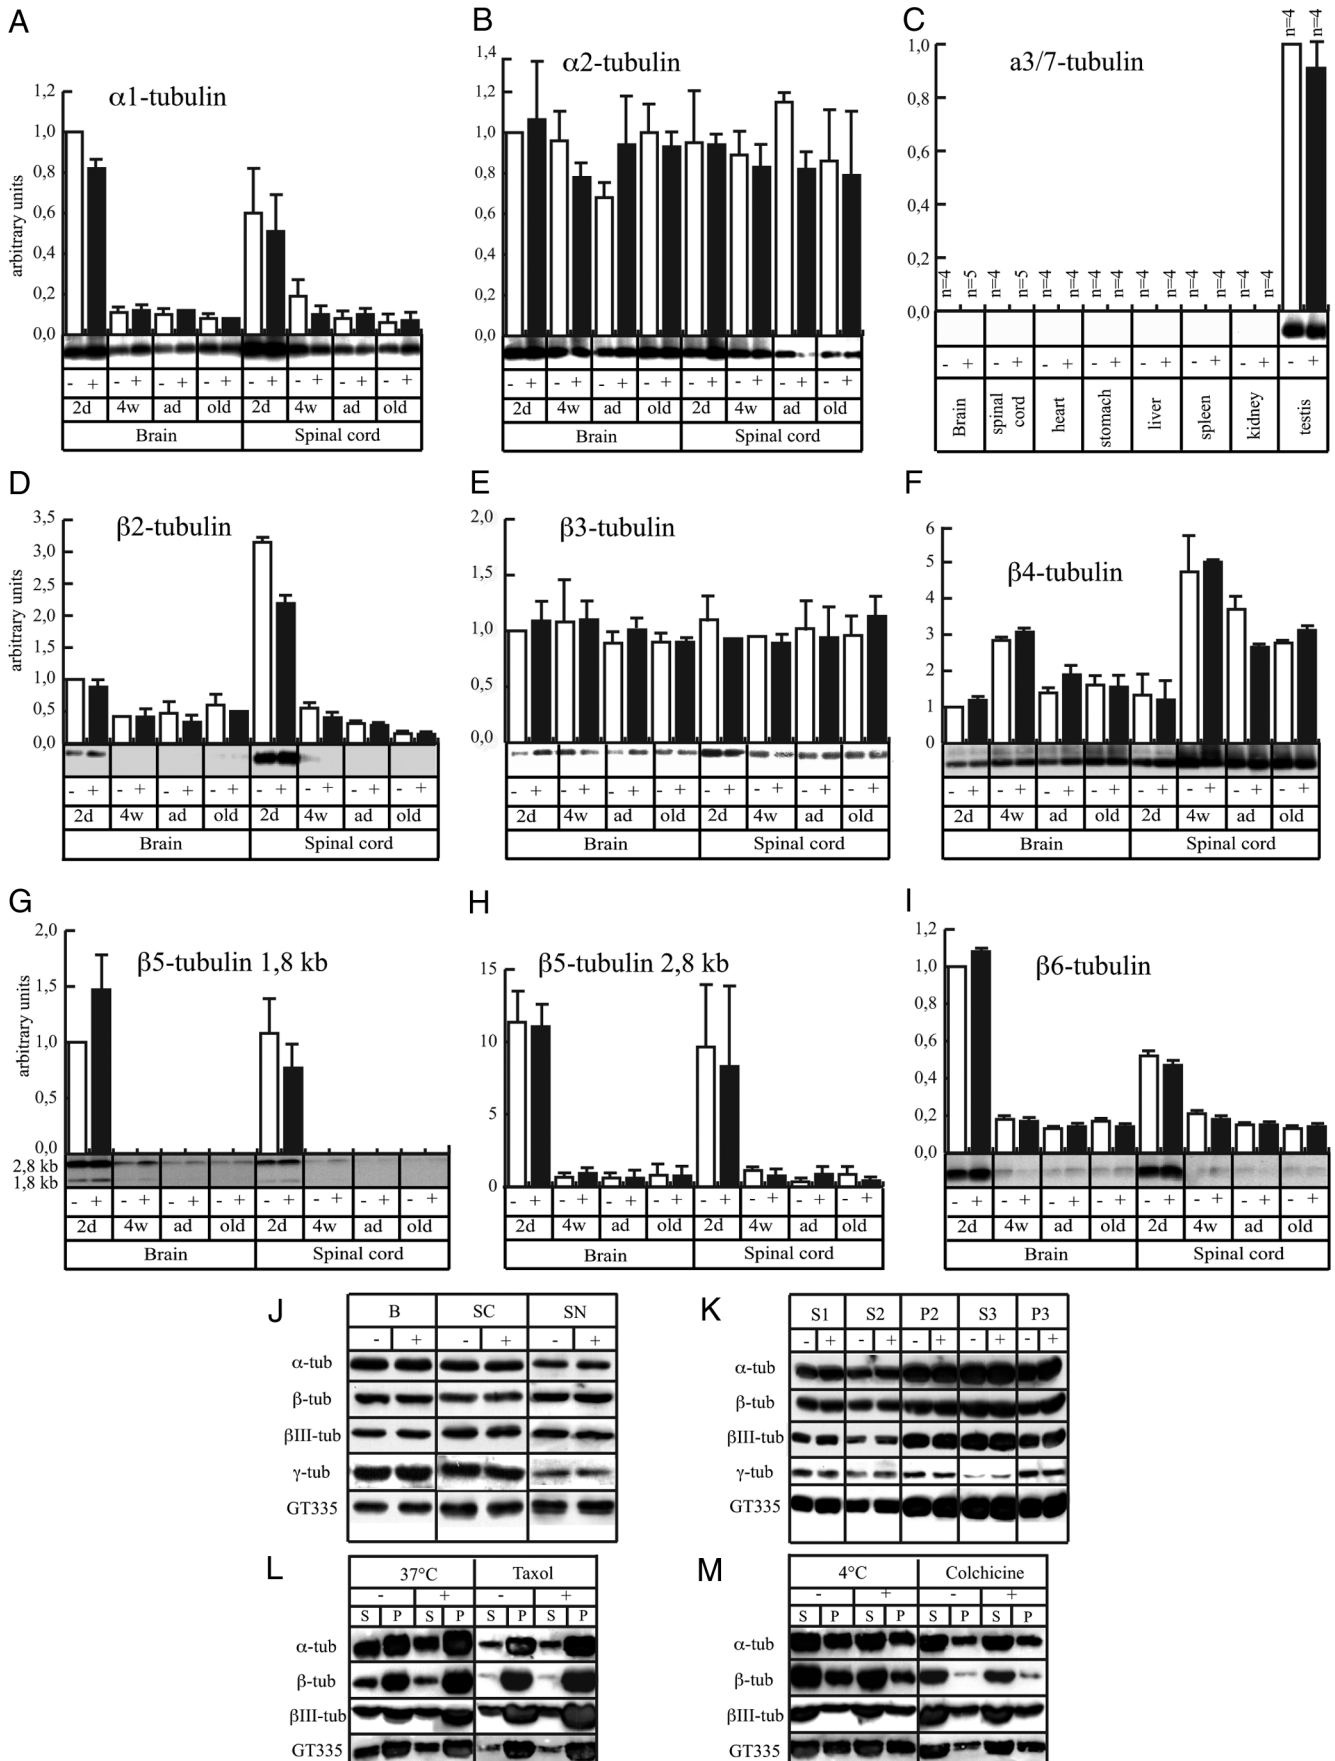 A
α1-tubulin
arbitrary units
1,2
1,0
0,8
0,6
0,4
0,2
0,0
- + - + - + - + - + - + - + - +
2d 4w ad old 2d 4w ad old
Brain Spinal cord
B
α2-tubulin
1,4
1,2
1,0
0,8
0,6
0,4
0,2
0,0
- + - + - + - + - + - + - + - +
2d 4w ad old 2d 4w ad old
Brain Spinal cord
C
a3/7-tubulin
n=4 n=4
1,0
0,8
0,6
0,4
0,2
0,0
n=4 n=5 n=4 n=5 n=4 n=4 n=4 n=4 n=4 n=4 n=4 n=4 n=4 n=4
- + - + - + - + - + - + - + - +
Brain spinal cord heart stomach liver spleen kidney testis
D
β2-tubulin
arbitrary units
3,5
3,0
2,5
2,0
1,5
1,0
0,5
0,0
- + - + - + - + - + - + - + - +
2d 4w ad old 2d 4w ad old
Brain Spinal cord
E
β3-tubulin
2,0
1,5
1,0
0,5
0,0
- + - + - + - + - + - + - + - +
2d 4w ad old 2d 4w ad old
Brain Spinal cord
F
β4-tubulin
6
5
4
3
2
1
0
- + - + - + - + - + - + - + - +
2d 4w ad old 2d 4w ad old
Brain Spinal cord
G
β5-tubulin 1,8 kb
arbitrary units
2,0
1,5
1,0
0,5
0,0
2,8 kb
1,8 kb
- + - + - + - + - + - + - + - +
2d 4w ad old 2d 4w ad old
Brain Spinal cord
H
β5-tubulin 2,8 kb
15
10
5
0
- + - + - + - + - + - + - + - +
2d 4w ad old 2d 4w ad old
Brain Spinal cord
I
β6-tubulin
1,2
1,0
0,8
0,6
0,4
0,2
0,0
- + - + - + - + - + - + - + - +
2d 4w ad old 2d 4w ad old
Brain Spinal cord
J
B SC SN
- + - + - +
α-tub
β-tub
βIII-tub
γ-tub
GT335
K
S1 S2 P2 S3 P3
- + - + - + - + - +
α-tub
β-tub
βIII-tub
γ-tub
GT335
L
37°C Taxol
- + - +
S P S P S P S P
α-tub
β-tub
βIII-tub
GT335
M
4°C Colchicine
- + - +
S P S P S P S P
α-tub
β-tub
βIII-tub
GT335